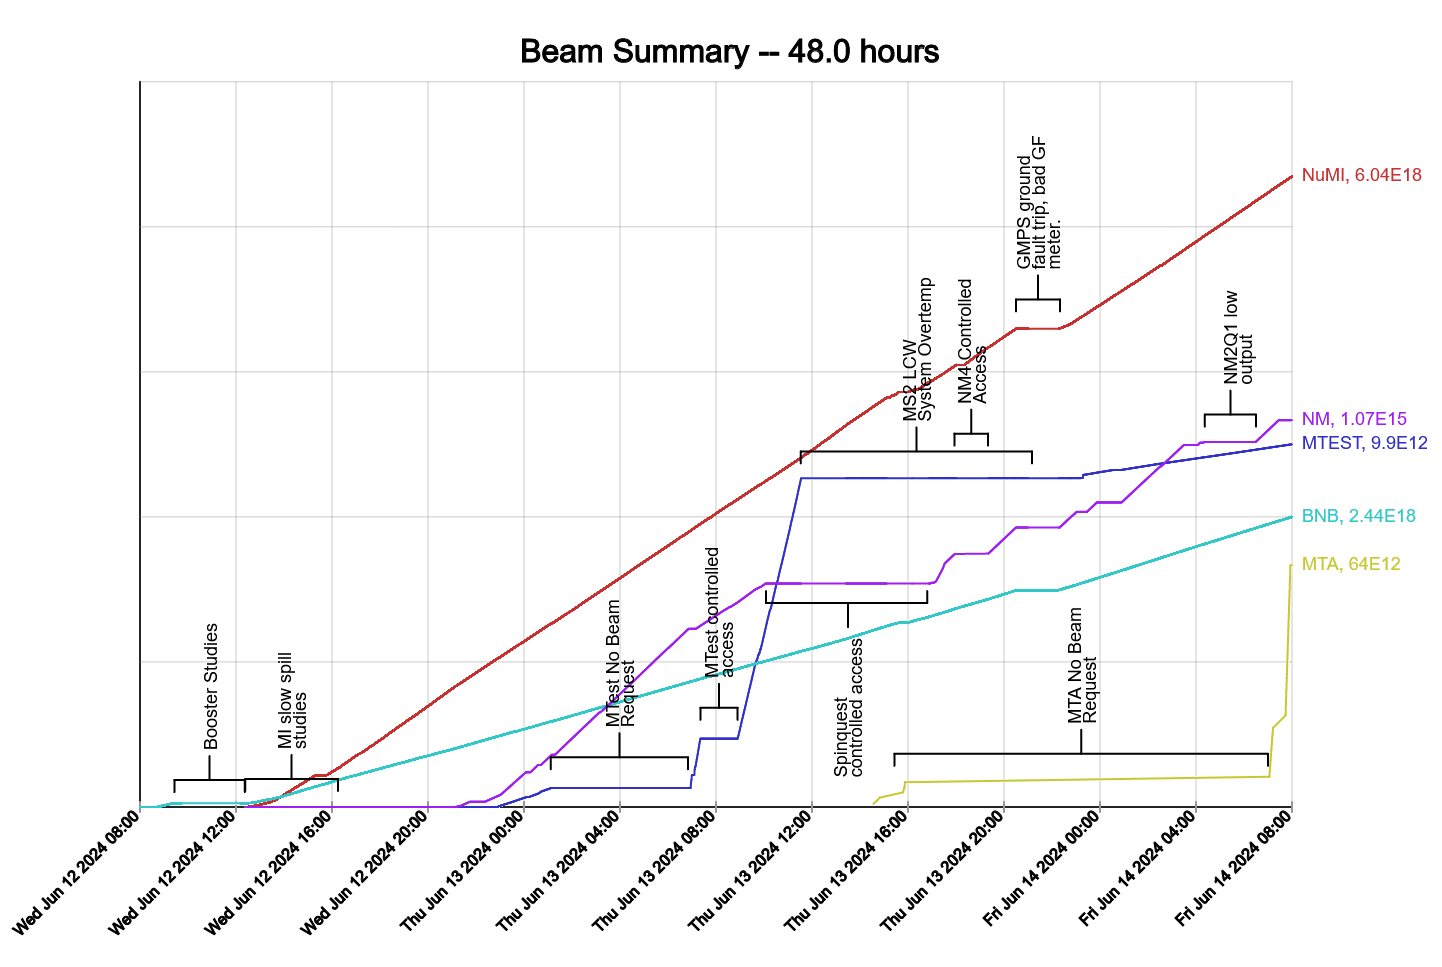 Beam Summary -- 48.0 hours
NuMI, 6.04E18
NM, 1.07E15
MTEST, 9.9E12
BNB, 2.44E18
MTA, 64E12
Booster Studies
MI slow spill
studies
MTest No Beam
Request
MTest controlled
access
Spinquest
controlled access
MS2 LCW
System Overtemp
NM4 Controlled
Access
GMPS ground
fault trip, bad GF
meter.
MTA No Beam
Request
NM2Q1 low
output
Wed Jun 12 2024 08:00
Wed Jun 12 2024 12:00
Wed Jun 12 2024 16:00
Wed Jun 12 2024 20:00
Thu Jun 13 2024 00:00
Thu Jun 13 2024 04:00
Thu Jun 13 2024 08:00
Thu Jun 13 2024 12:00
Thu Jun 13 2024 16:00
Thu Jun 13 2024 20:00
Fri Jun 14 2024 00:00
Fri Jun 14 2024 04:00
Fri Jun 14 2024 08:00